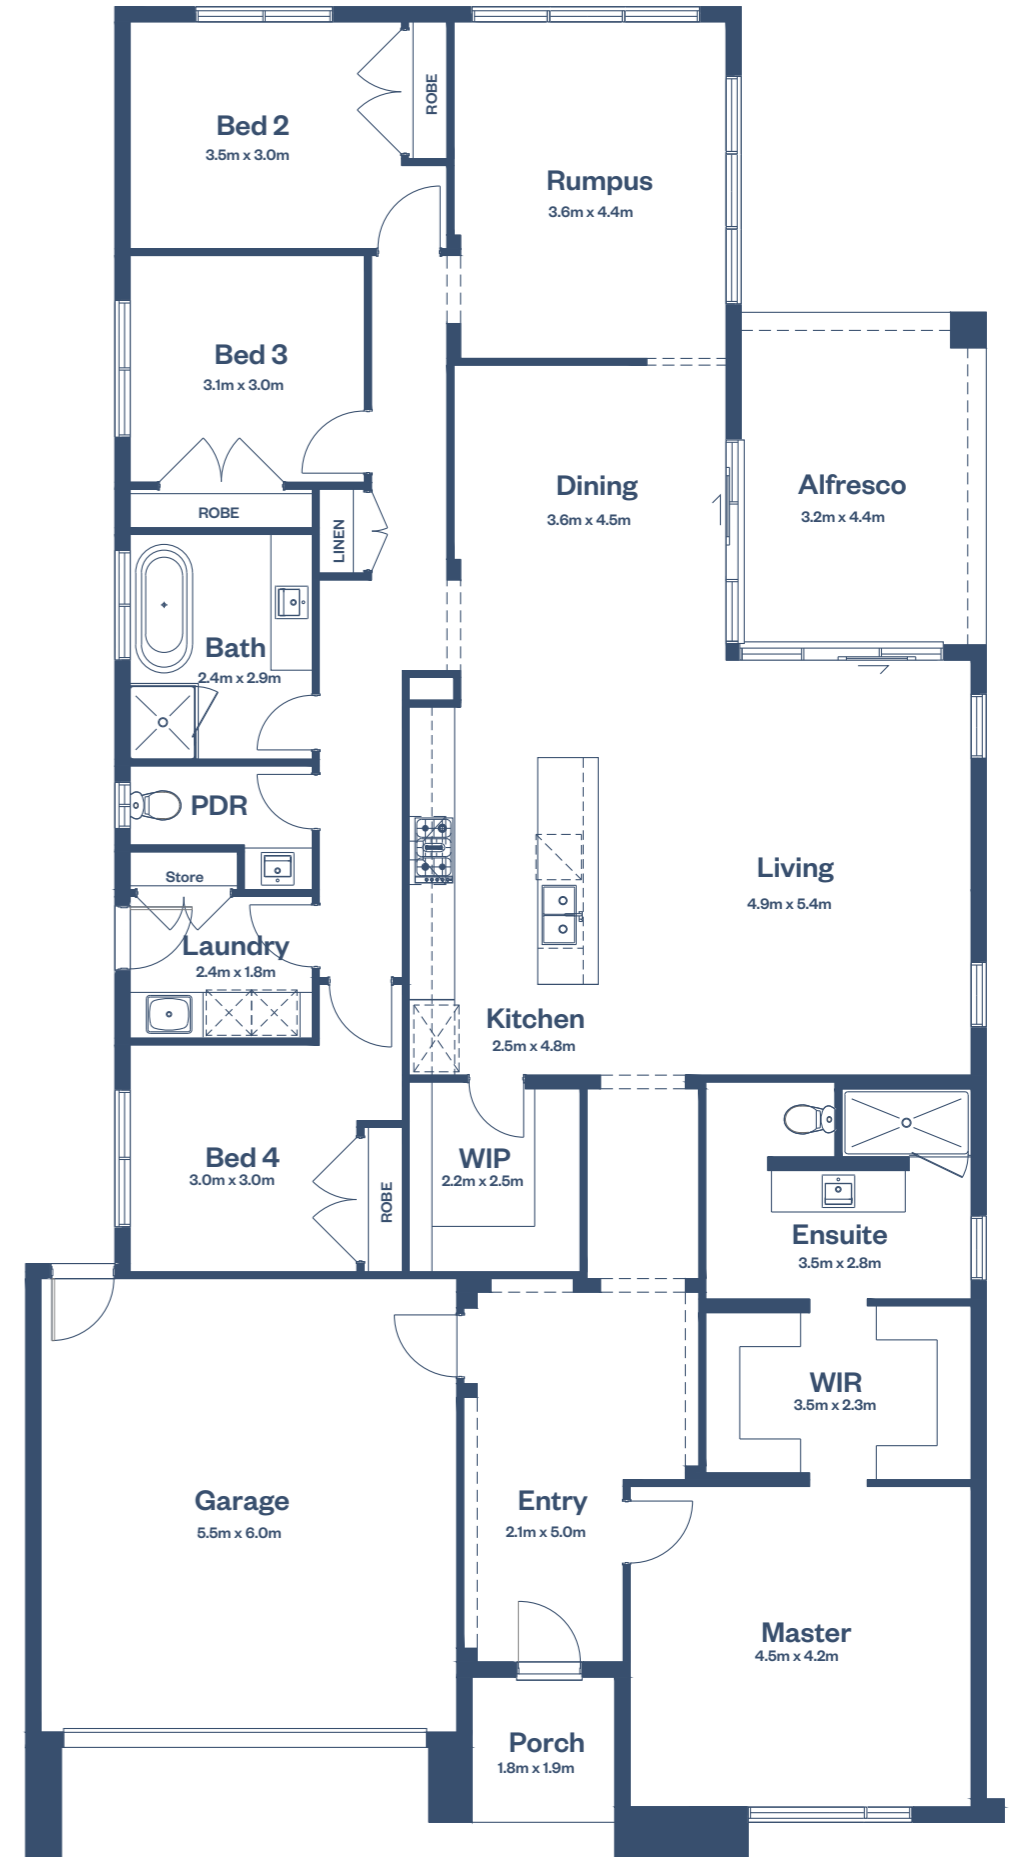 Bed 2
3.5m x 3.0m
ROBE
Rumpus
3.6m x 4.4m
Bed 3
3.1m x 3.0m
ROBE
LINEN
Dining
3.6m x 4.5m
Alfresco
3.2m x 4.4m
Bath
2.4m x 2.9m
PDR
Store
Laundry
2.4m x 1.8m
Living
4.9m x 5.4m
Kitchen
2.5m x 4.8m
Bed 4
3.0m x 3.0m
ROBE
WIP
2.2m x 2.5m
Ensuite
3.5m x 2.8m
WIR
3.5m x 2.3m
Garage
5.5m x 6.0m
Entry
2.1m x 5.0m
Master
4.5m x 4.2m
Porch
1.8m x 1.9m